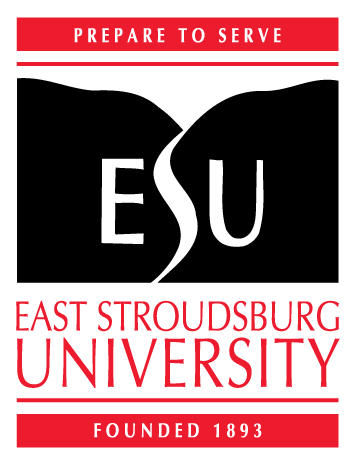 PREPARE TO SERVE
ESU
EAST STROUDSBURG
UNIVERSITY
FOUNDED 1893